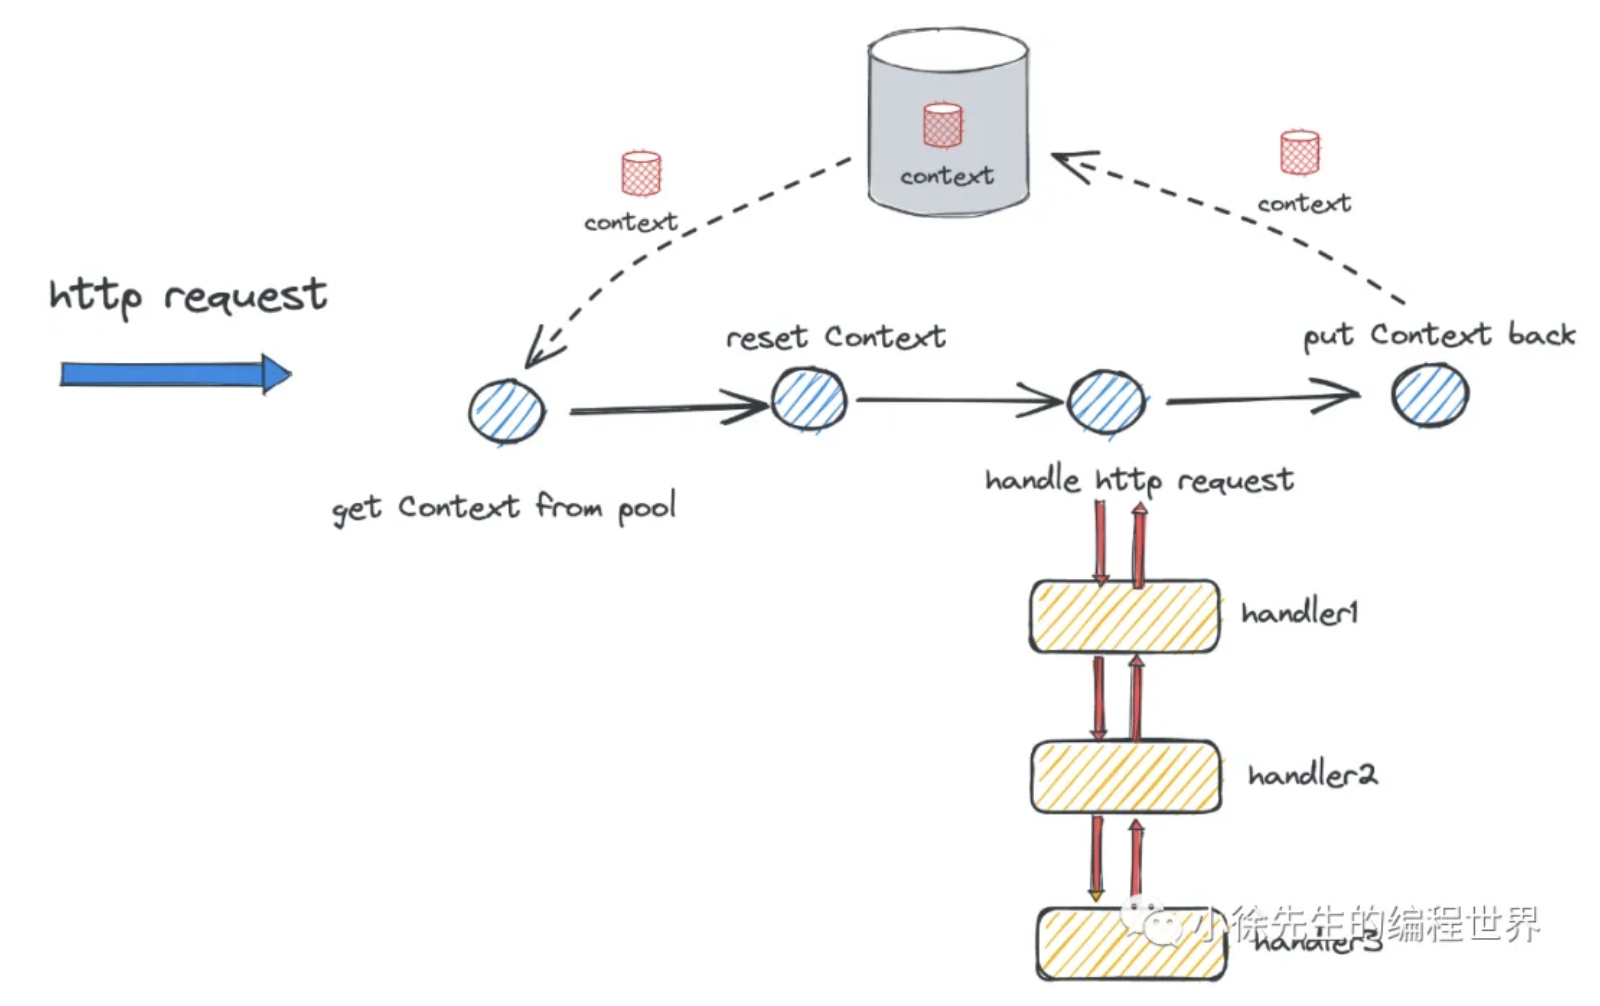 context
context
context
http request
reset Context
put Context back
get Context from pool
handle http request
handler1
handler2
handler3
小徐先生的编程世界